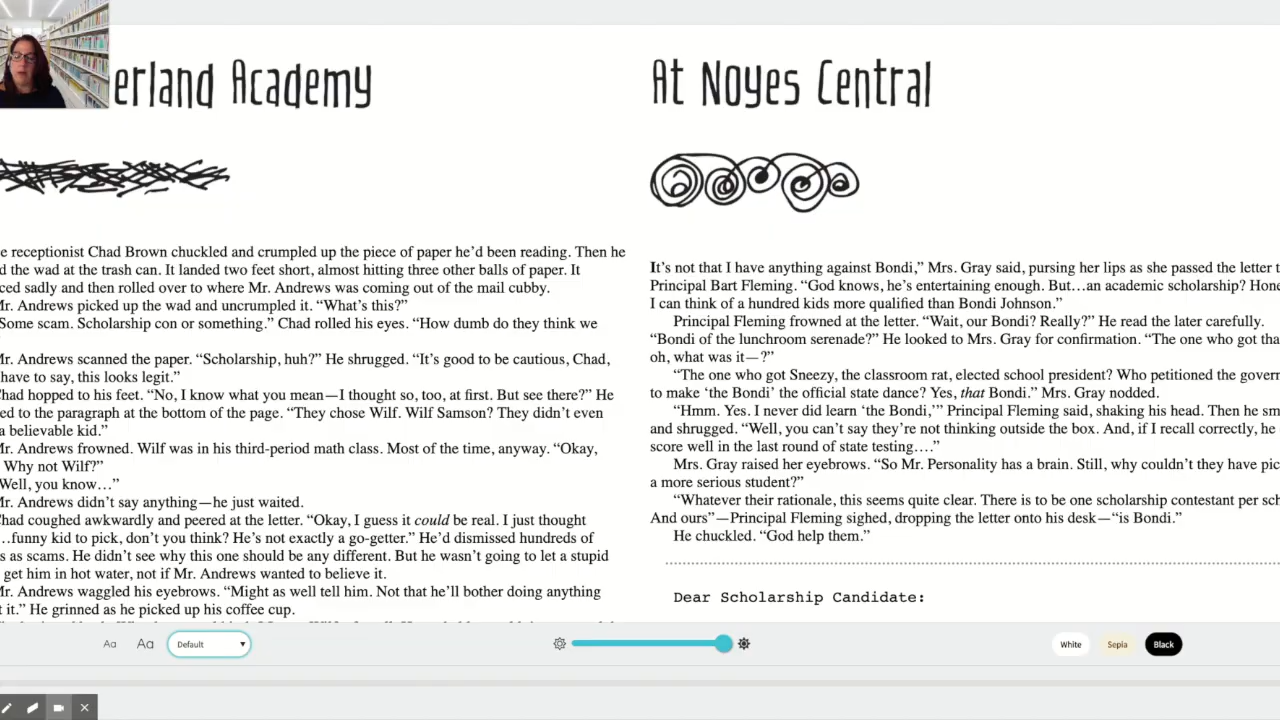 erland Academy
e receptionist Chad Brown chuckled and crumpled up the piece of paper he’d been reading. Then he
d the wad at the trash can. It landed two feet short, almost hitting three other balls of paper. It
ced sadly and then rolled over to where Mr. Andrews was coming out of the mail cubby.
Mr. Andrews picked up the wad and uncrumpled it. “What’s this?”
Some scam. Scholarship con or something.” Chad rolled his eyes. “How dumb do they think we
Mr. Andrews scanned the paper. “Scholarship, huh?” He shrugged. “It’s good to be cautious, Chad,
have to say, this looks legit.”
Chad hopped to his feet. “No, I know what you mean—I thought so, too, at first. But see there?” He
ed to the paragraph at the bottom of the page. “They chose Wilf. Wilf Samson? They didn’t even
a believable kid.”
Mr. Andrews frowned. Wilf was in his third-period math class. Most of the time, anyway. “Okay,
Why not Wilf?”
Well, you know…”
Mr. Andrews didn’t say anything—he just waited.
Chad coughed awkwardly and peered at the letter. “Okay, I guess it could be real. I just thought
…funny kid to pick, don’t you think? He’s not exactly a go-getter.” He’d dismissed hundreds of
s as scams. He didn’t see why this one should be any different. But he wasn’t going to let a stupid
get him in hot water, not if Mr. Andrews wanted to believe it.
Mr. Andrews waggled his eyebrows. “Might as well tell him. Not that he’ll bother doing anything
t it.” He grinned as he picked up his coffee cup.
At Noyes Central
It’s not that I have anything against Bondi,” Mrs. Gray said, pursing her lips as she passed the letter t
Principal Bart Fleming. “God knows, he’s entertaining enough. But…an academic scholarship? Hone
I can think of a hundred kids more qualified than Bondi Johnson.”
Principal Fleming frowned at the letter. “Wait, our Bondi? Really?” He read the later carefully.
“Bondi of the lunchroom serenade?” He looked to Mrs. Gray for confirmation. “The one who got tha
oh, what was it—?”
“The one who got Sneezy, the classroom rat, elected school president? Who petitioned the gover
to make ‘the Bondi’ the official state dance? Yes, that Bondi.” Mrs. Gray nodded.
“Hmm. Yes. I never did learn ‘the Bondi,’” Principal Fleming said, shaking his head. Then he sm
and shrugged. “Well, you can’t say they’re not thinking outside the box. And, if I recall correctly, he
score well in the last round of state testing….”
Mrs. Gray raised her eyebrows. “So Mr. Personality has a brain. Still, why couldn’t they have pic
a more serious student?”
“Whatever their rationale, this seems quite clear. There is to be one scholarship contestant per sch
And ours”—Principal Fleming sighed, dropping the letter onto his desk—“is Bondi.”
He chuckled. “God help them.”
Dear Scholarship Candidate:
Aa Aa Default White Sepia Black